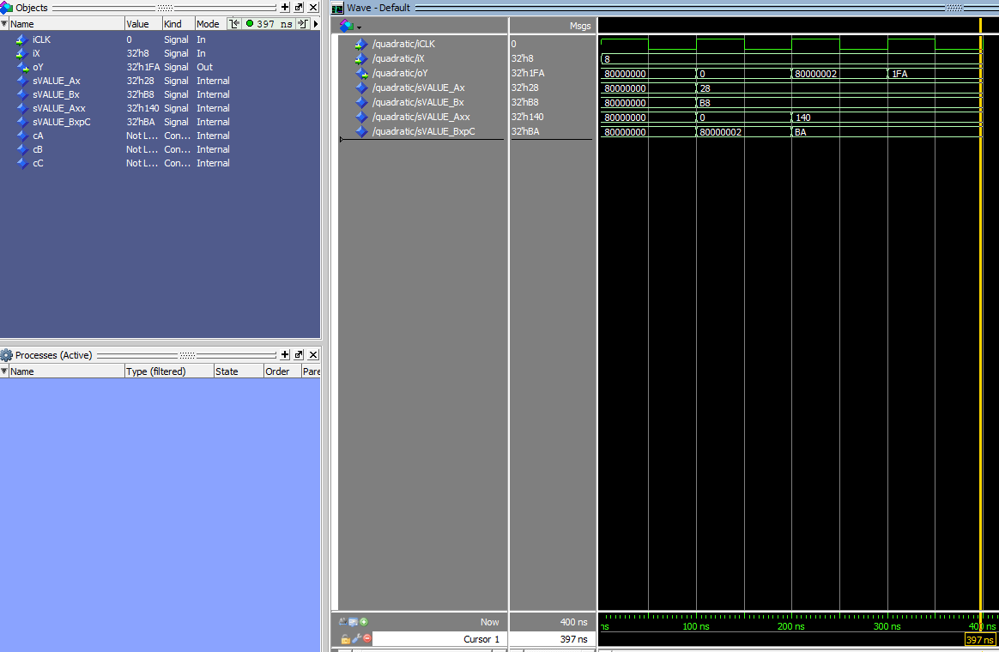 Objects
Name Value Kind Mode 397 ns
iCLK 0 Signal In
iX 32'h8 Signal In
oY 32'h1FA Signal Out
sVALUE_Ax 32'h28 Signal Internal
sVALUE_Bx 32'hB8 Signal Internal
sVALUE_Axx 32'h140 Signal Internal
sVALUE_BxpC 32'hBA Signal Internal
cA Not L... Con... Internal
cB Not L... Con... Internal
cC Not L... Con... Internal
Processes (Active)
Name Type (filtered) State Order Pare
Wave - Default
Msgs
/quadratic/iCLK 0
/quadratic/iX 32'h8 8
/quadratic/oY 32'h1FA 80000000 0 80000002 1FA
/quadratic/sVALUE_Ax 32'h28 80000000 28
/quadratic/sVALUE_Bx 32'hB8 80000000 B8
/quadratic/sVALUE_Axx 32'h140 80000000 0 140
/quadratic/sVALUE_BxpC 32'hBA 80000000 80000002 BA
Now 400 ns ns 100 ns 200 ns 300 ns 400 ns
Cursor 1 397 ns 397 ns